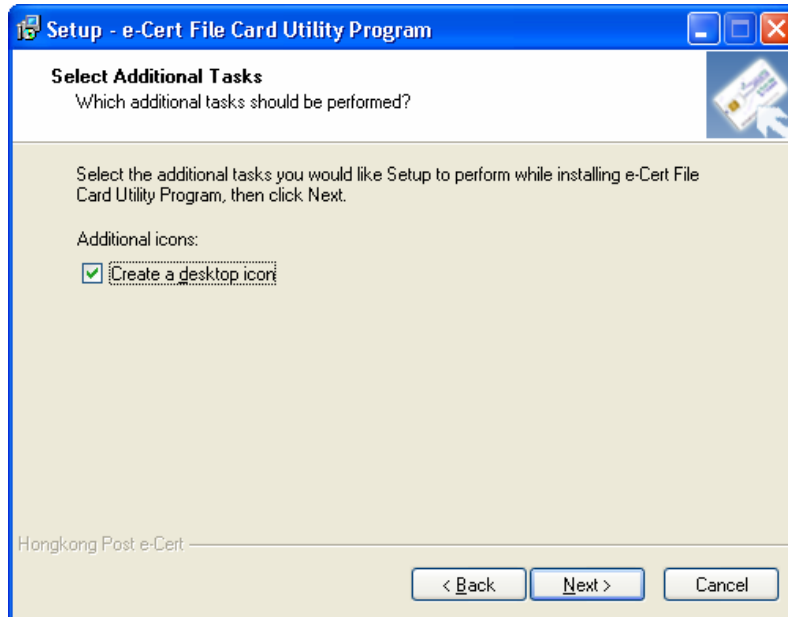 Setup - e-Cert File Card Utility Program
Select Additional Tasks
Which additional tasks should be performed?
Select the additional tasks you would like Setup to perform while installing e-Cert File
Card Utility Program, then click Next.
Additional icons:
Create a desktop icon
Hongkong Post e-Cert
< Back Next > Cancel